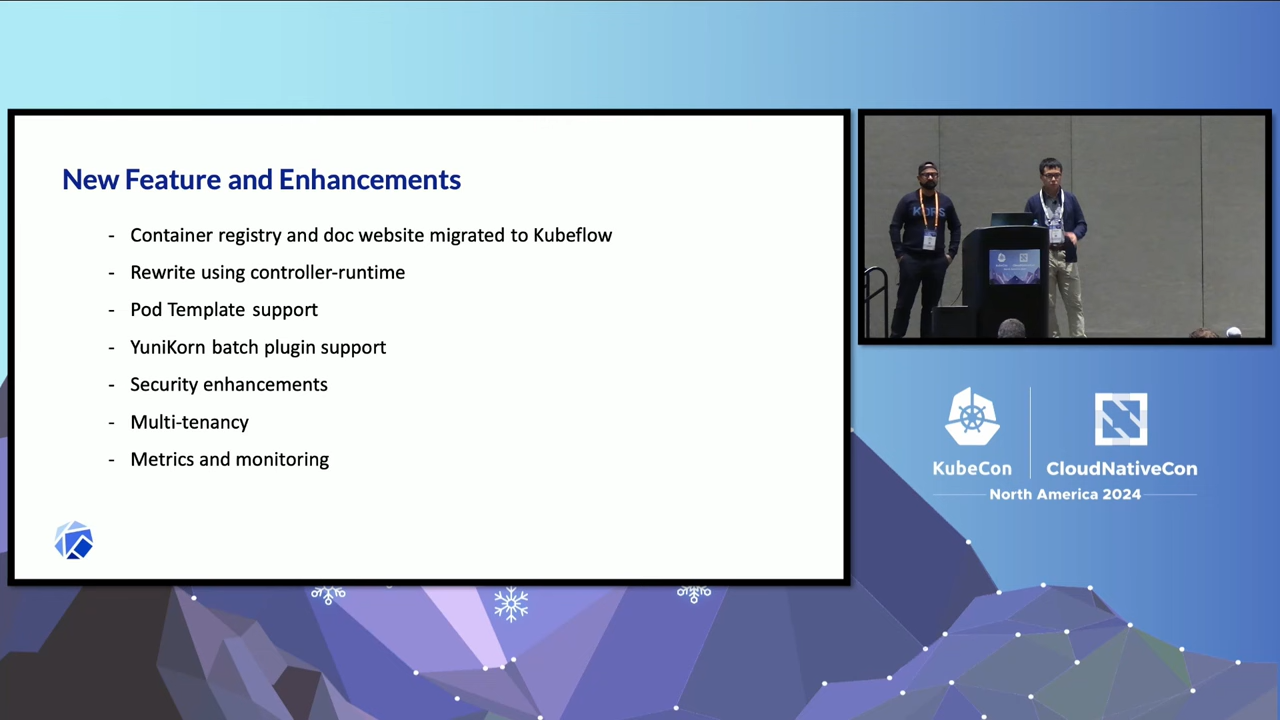 New Feature and Enhancements
- Container registry and doc website migrated to Kubeflow
- Rewrite using controller-runtime
- Pod Template support
- YuniKorn batch plugin support
- Security enhancements
- Multi-tenancy
- Metrics and monitoring
KubeCon
CloudNativeCon
North America 2024